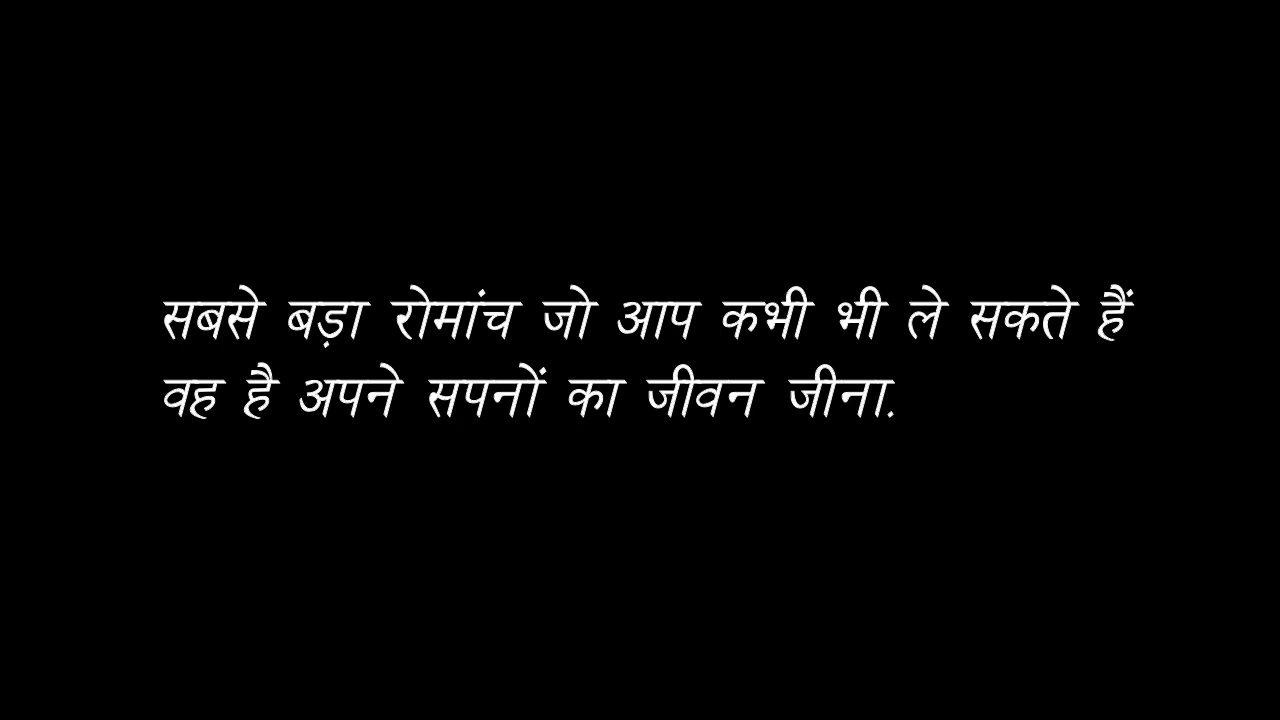 सबसे बड़ा रोमांच जो आप कभी भी ले सकते हैं
वह है अपने सपनों का जीवन जीना.